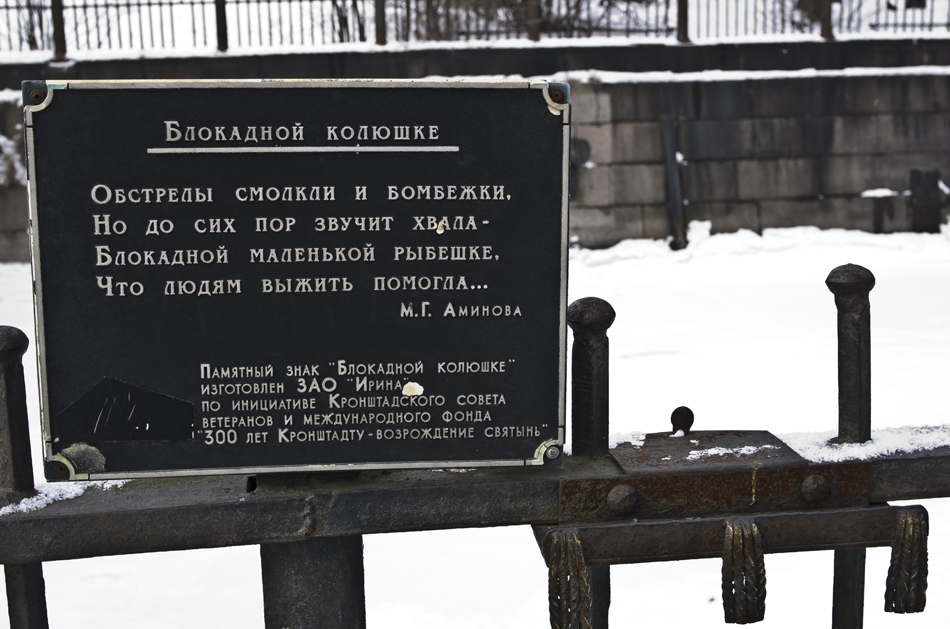 Блокадной колюшке
Обстрелы смолкли и бомбежки,
Но до сих пор звучит хвала-
Блокадной маленькой рыбешке,
Что людям выжить помогла...
М.Г. Аминова
Памятный знак "Блокадной колюшке"
изготовлен ЗАО "Ирина"
по инициативе Кронштадского совета
ветеранов и международного фонда
"300 лет Кронштадту-возрождение святынь"